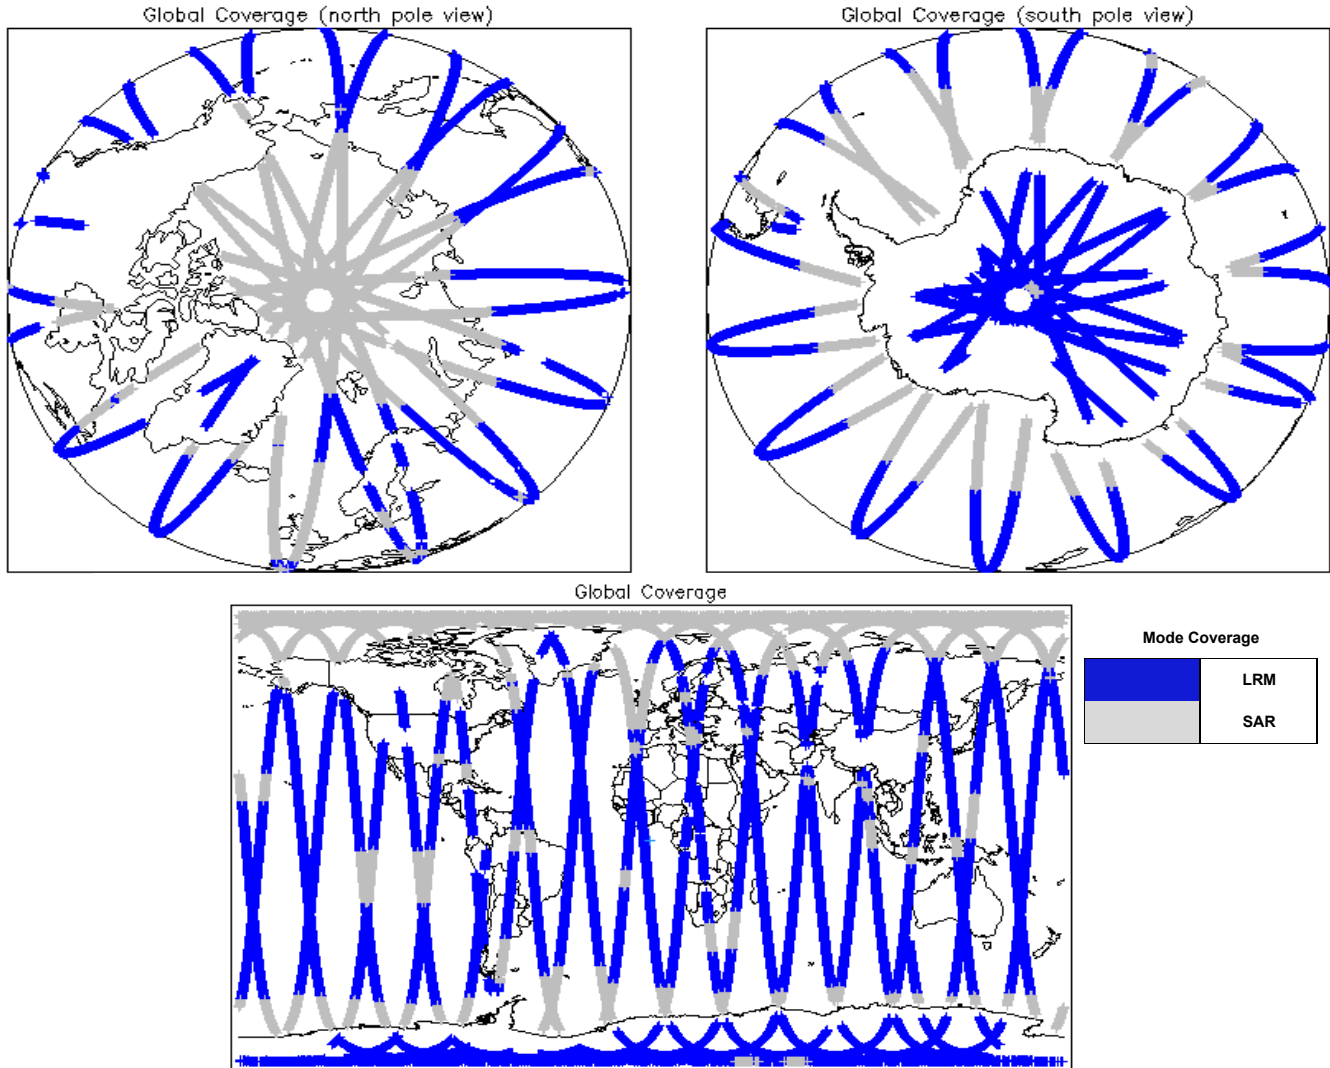 Global Coverage (north pole view)
Global Coverage (south pole view)
Global Coverage
Mode Coverage
LRM
SAR